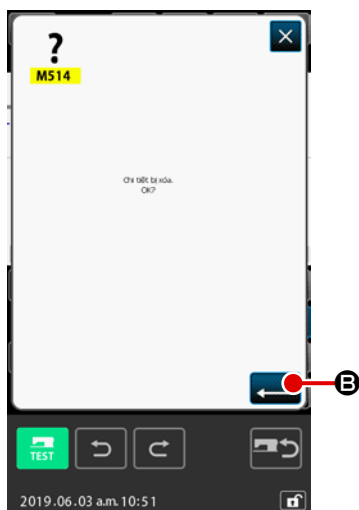 ?
M514
Chi tiết bị xóa.
OK?
B
TEST
2019.06.03 a.m. 10:51